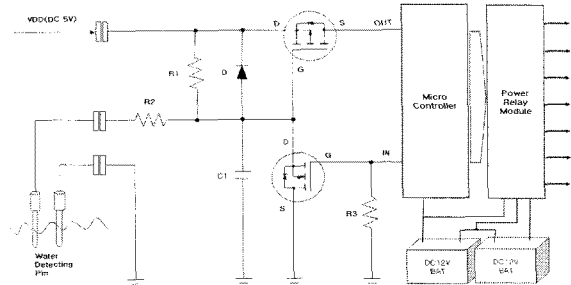 VDD(DC 5V)
D
S
OUT
R1
D
G
R2
D
G
IN
C1
S
R3
Micro
Controller
Power
Relay
Module
Water
Detecting
Pin
DC12V
BAT
DC12V
BAT